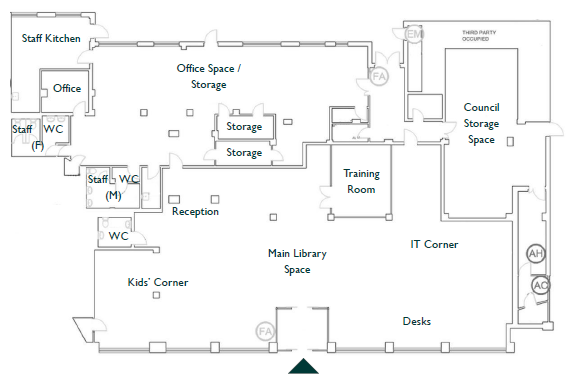 Staff Kitchen
EM
THIRD PARTY
OCCUPIED
Office Space /
Storage
FA
Office
Council
Storage
Space
Staff
(F)
WC
Storage
Storage
Training
Room
Staff
(M)
WC
Reception
WC
IT Corner
Main Library
Space
AH
Kids' Corner
AC
Desks
FA